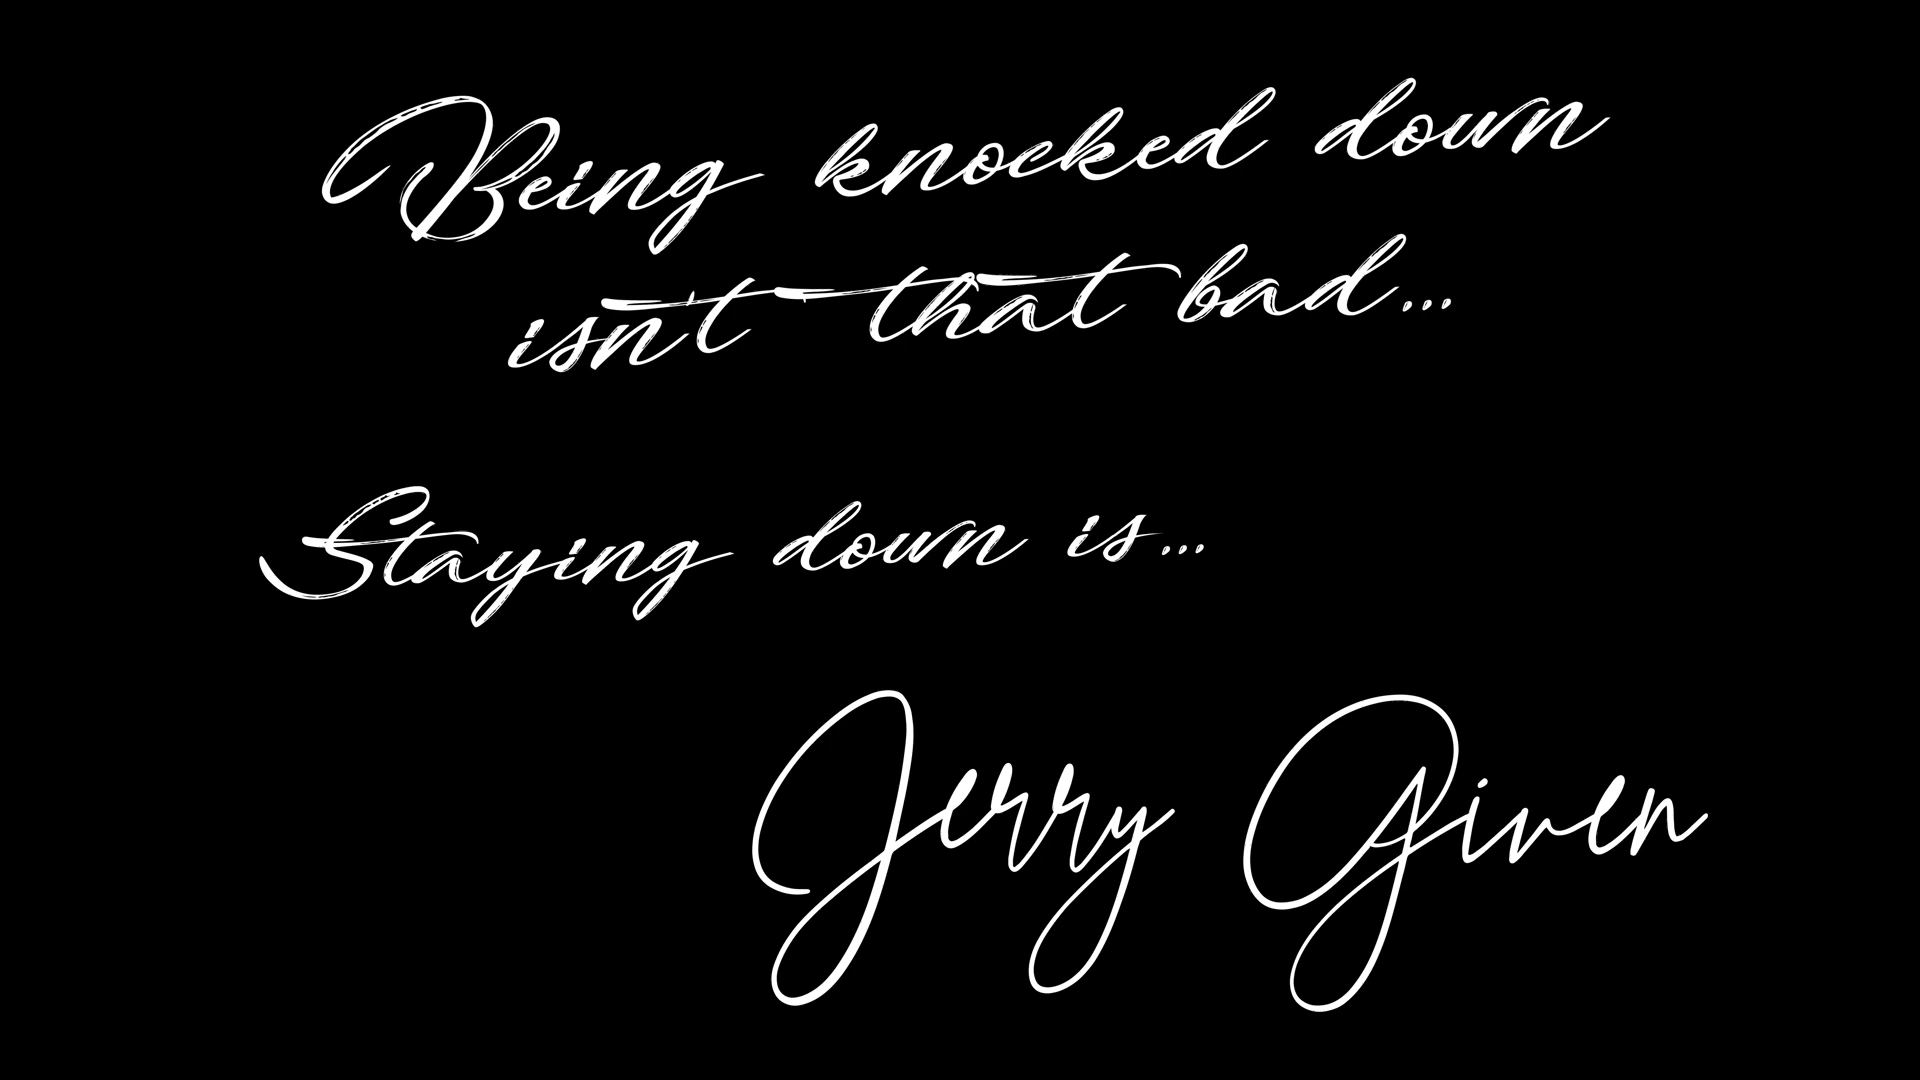 Being knocked down
isn't that bad...
Staying down is...
Jerry Given